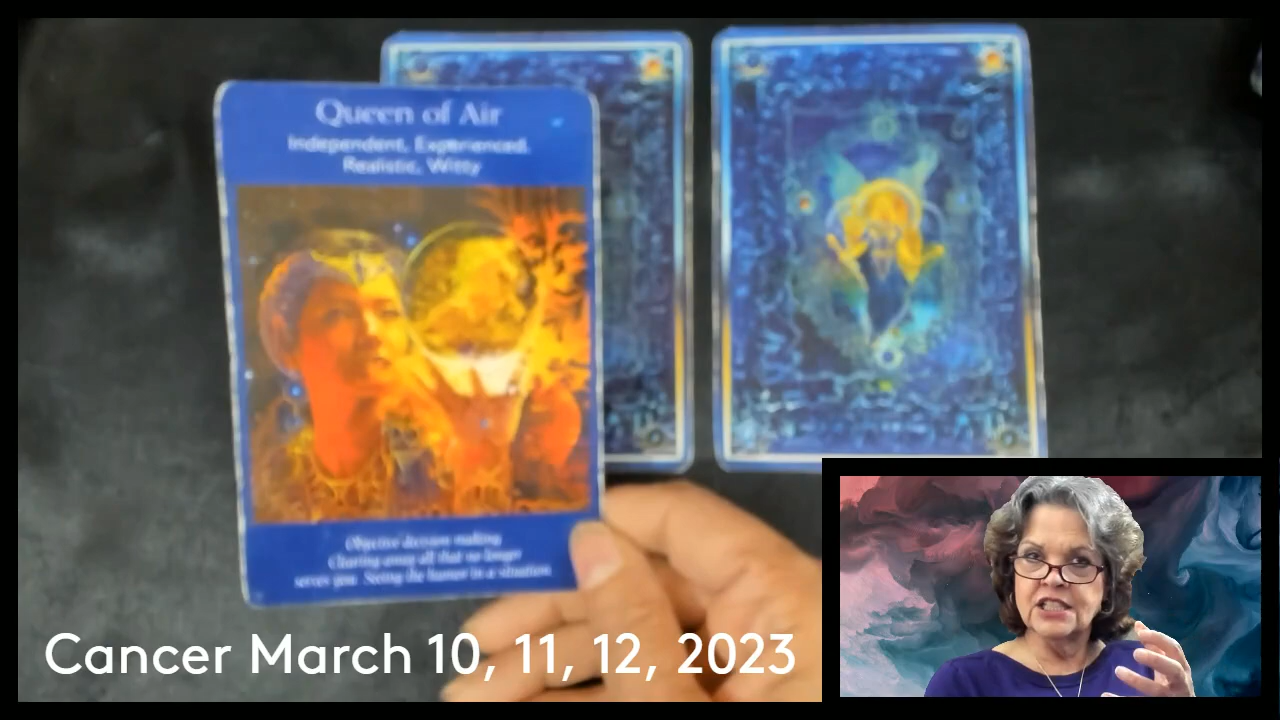 Queen of Air
Independent, Experienced,
Realistic, Witty
Objective decision making
Clearing away all that no longer
serves you. Seeing the humor in a situation.
Cancer March 10, 11, 12, 2023